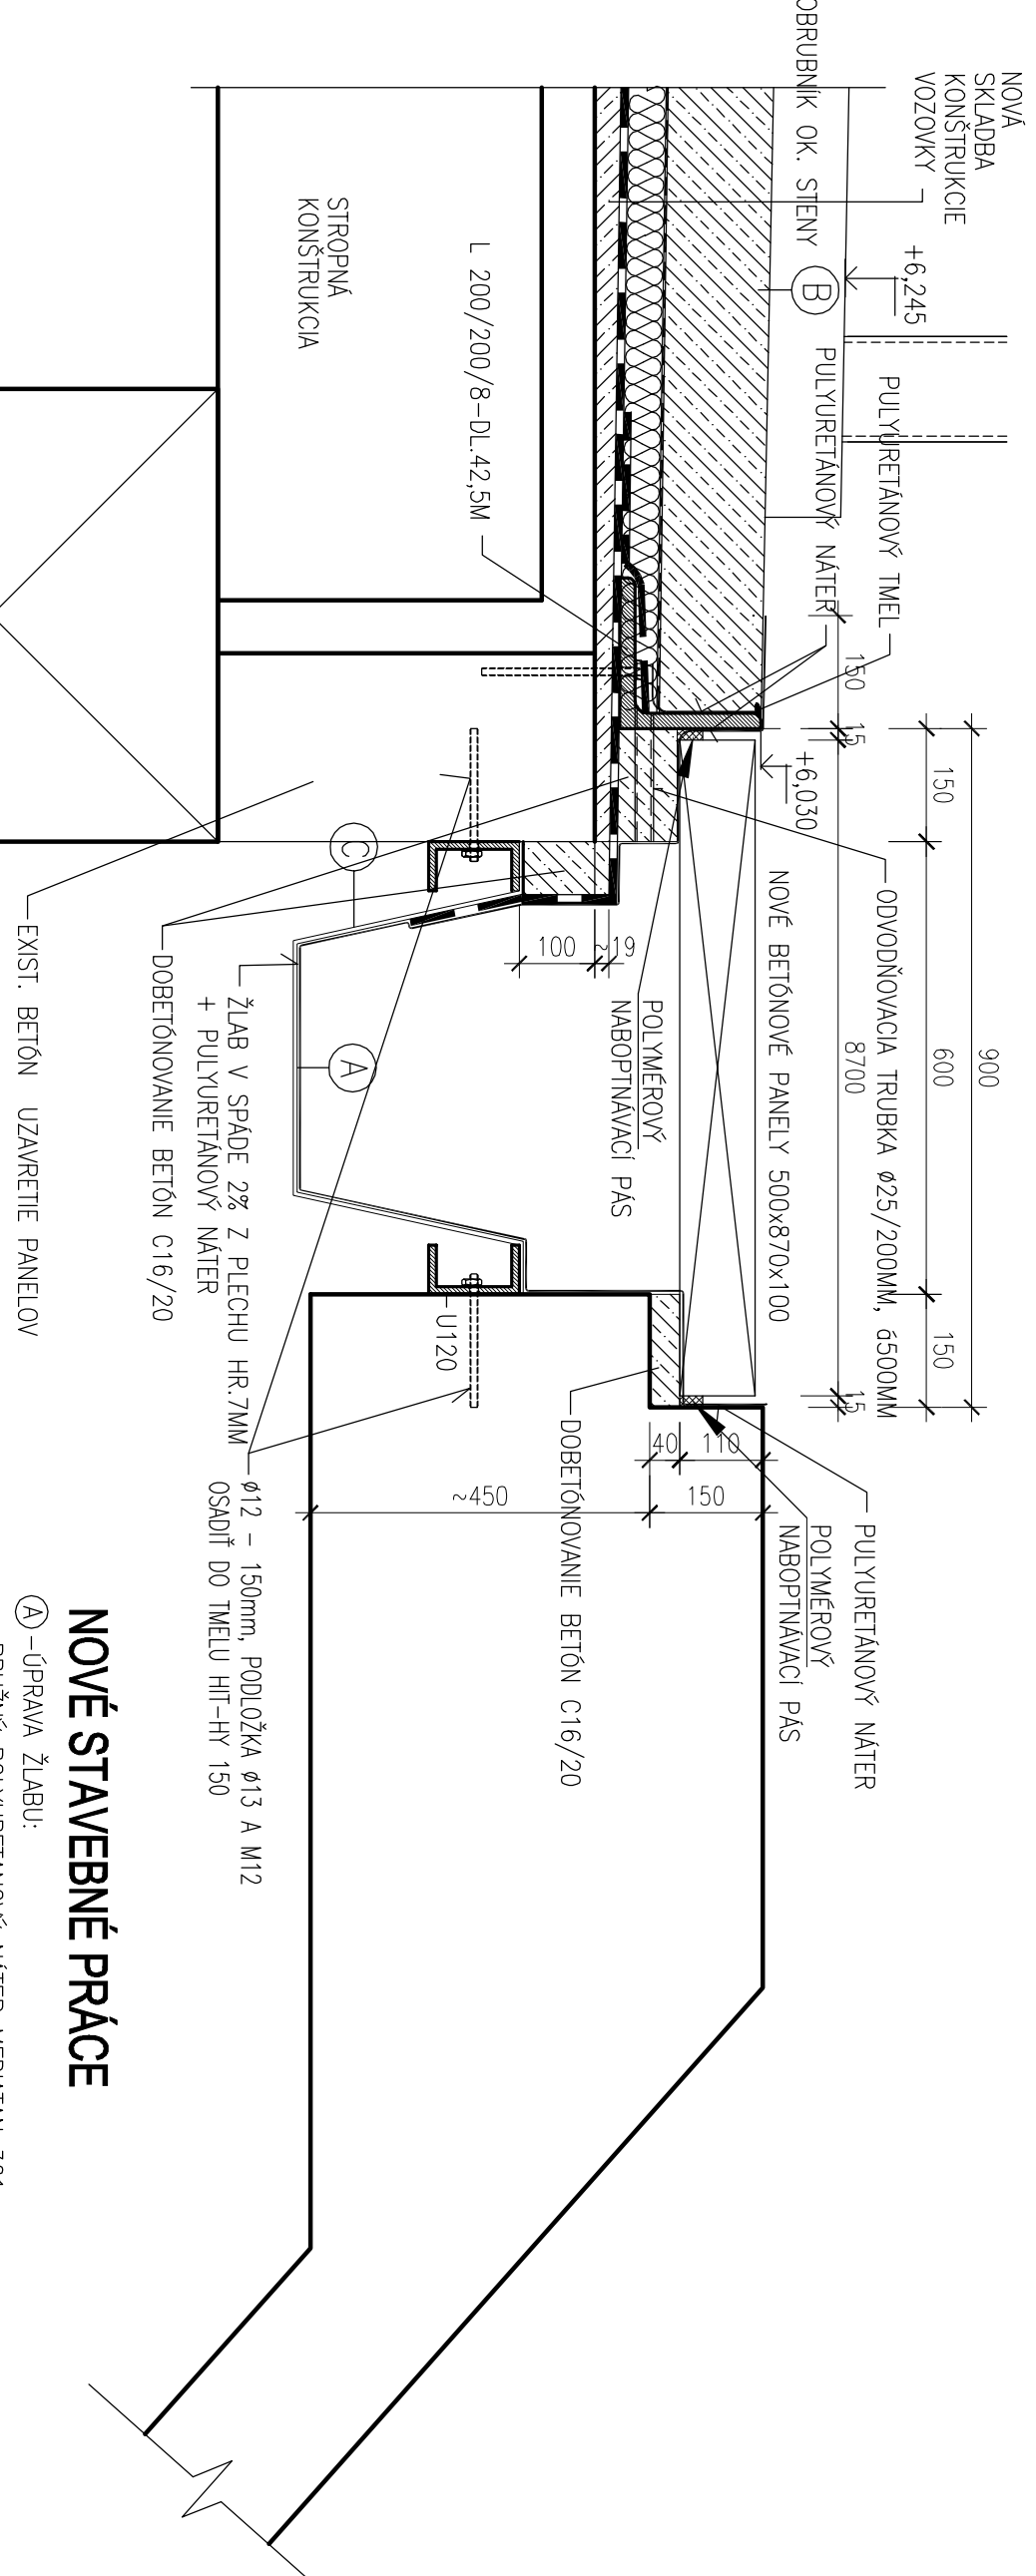 NOVÁ
SKLADBA
KONŠTRUKCIE
VOZOVKY
OBRUBNÍK OK. STENY
B
+6,245
PULYURETÁNOVÝ TMEL
PULYURETÁNOVÝ NÁTER
150
15
+6,030
150
900
600
8700
150
15
ODVODŇOVACIA TRUBKA Ø25/200MM, á500MM
NOVÉ BETÓNOVÉ PANELY 500x870x100
POLYMÉROVÝ
NABOPTNÁVACÍ PÁS
100
~19
L 200/200/8-DL.42,5M
STROPNÁ
KONŠTRUKCIA
C
A
U120
40
110
~450
150
PULYURETÁNOVÝ NÁTER
POLYMÉROVÝ
NABOPTNÁVACÍ PÁS
DOBETÓNOVANIE BETÓN C16/20
Ø12 - 150mm, PODLOŽKA Ø13 A M12
OSADIŤ DO TMELU HIT-HY 150
ŽLAB V SPÁDE 2% Z PLECHU HR.7MM
+ PULYURETÁNOVÝ NÁTER
DOBETÓNOVANIE BETÓN C16/20
EXIST. BETÓN UZAVRETIE PANELOV
NOVÉ STAVEBNÉ PRÁCE
A -ÚPRAVA ŽLABU: